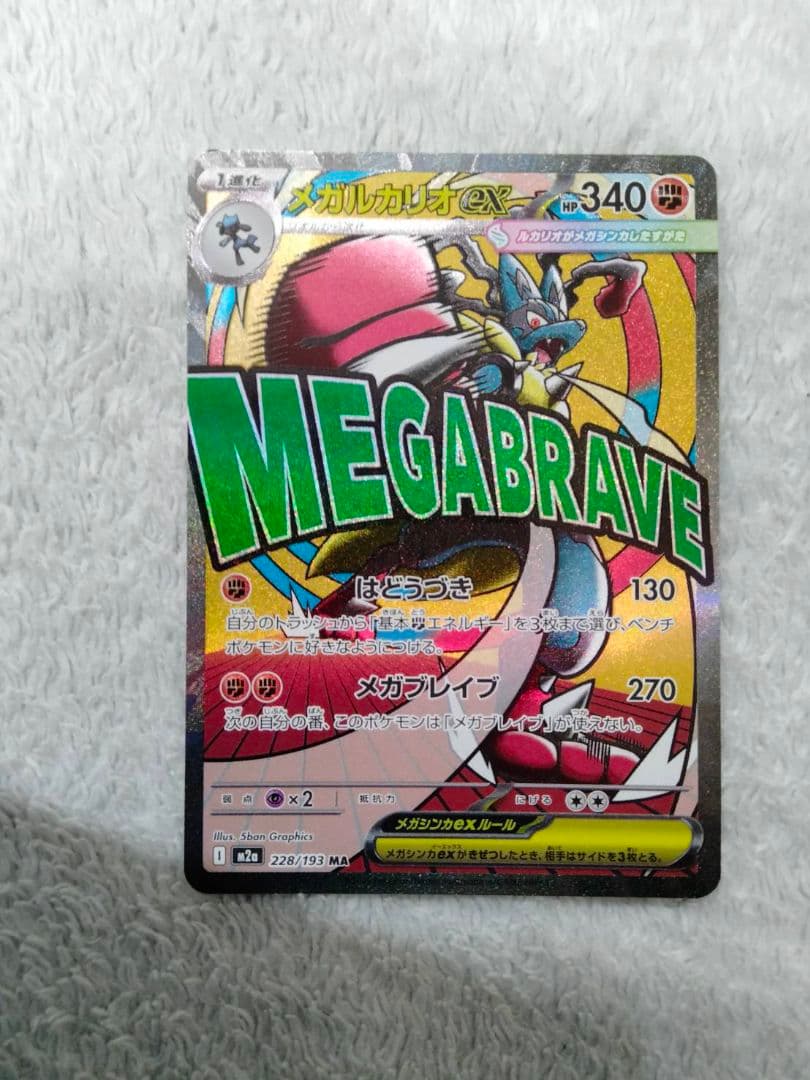 1進化
メガルカリオex
HP 340
ルカリオがメガシンカしたすがた
MEGABRAVE
はどうづき 130
自分のトラッシュから「基本エネルギー」を3枚まで選び、ベンチ
ポケモンに好きなようにつける。
メガブレイブ 270
次の自分の番、このポケモンは「メガブレイブ」が使えない。
弱点 ×2 抵抗力 にげる
メガシンカexルール
メガシンカexがきぜつしたとき、相手はサイドを3枚とる。
Illus. 5ban Graphics
I m2a 228/193 MA